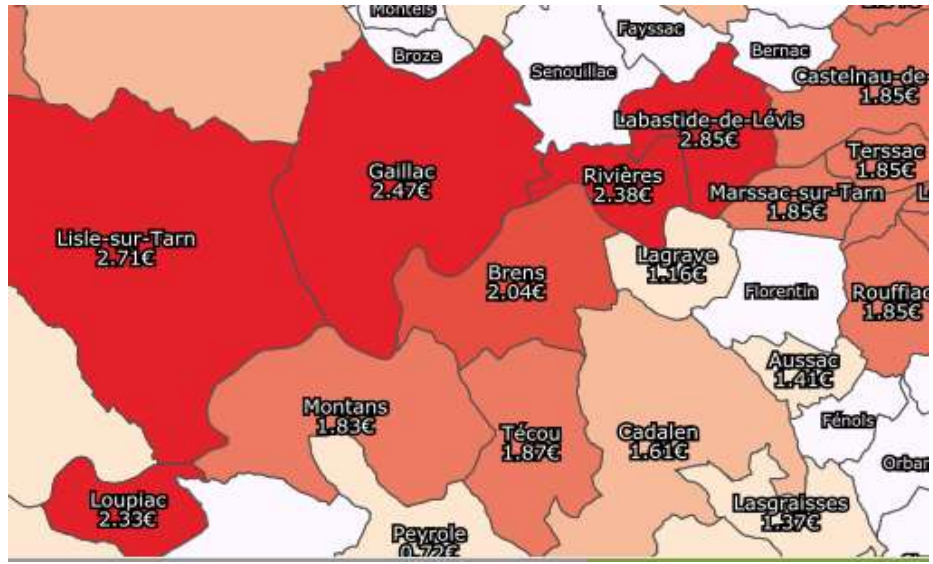 Montels
Fayssac
Broze
Bernac
Senouillac
Castelnau-de-
1.85€
Labastide-de-Lévis
2.85€
Terssac
1.85€
Gaillac
2.47€
Rivières
2.38€
Marssac-sur-Tarn
1.85€
Lisle-sur-Tarn
2.71€
Lagrave
1.16€
Brens
2.04€
Florentin
Rouffiac
1.85€
Aussac
1.41€
Montans
1.83€
Fénols
Técou
1.87€
Cadalen
1.61€
Orban
Loupiac
2.33€
Lasgraisses
1.37€
Peyrole
0.72€